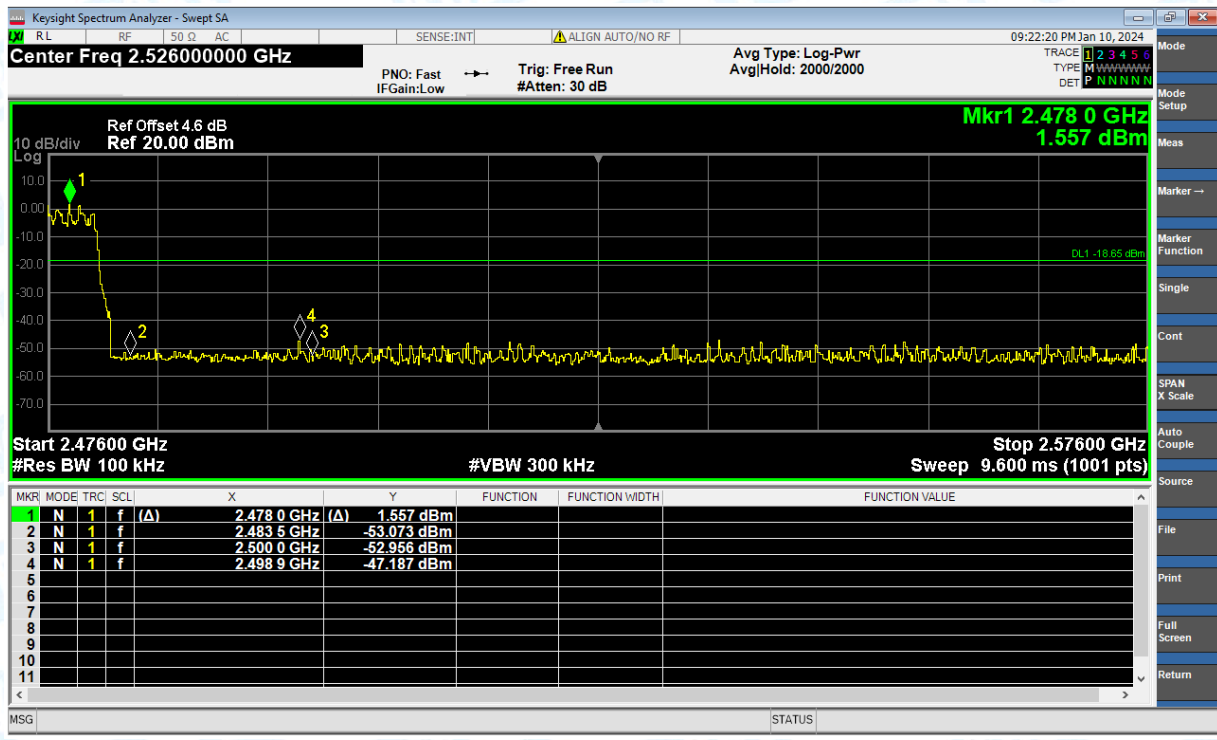 Keysight Spectrum Analyzer - Swept SA
LXI RL RF 50 Ω AC SENSE:INT ALIGN AUTO/NO RF 09:22:20 PM Jan 10, 2024
Center Freq 2.526000000 GHz
PNO: Fast
IFGain:Low
Trig: Free Run
#Atten: 30 dB
Avg Type: Log-Pwr
Avg|Hold: 2000/2000
TRACE 1 2 3 4 5 6
TYPE M WWWWW
DET P N N N N N
Mkr1 2.478 0 GHz
1.557 dBm
Ref Offset 4.6 dB
10 dB/div Ref 20.00 dBm
Log
10.0
0.00
-10.0
-20.0
-30.0
-40.0
-50.0
-60.0
-70.0
1
2
4
3
DL1 -18.65 dBm
Start 2.47600 GHz Stop 2.57600 GHz
#Res BW 100 kHz #VBW 300 kHz Sweep 9.600 ms (1001 pts)
MKR MODE TRC SCL X Y FUNCTION FUNCTION WIDTH FUNCTION VALUE
1 N 1 f (Δ) 2.478 0 GHz (Δ) 1.557 dBm
2 N 1 f 2.483 5 GHz -53.073 dBm
3 N 1 f 2.500 0 GHz -52.956 dBm
4 N 1 f 2.498 9 GHz -47.187 dBm
5
6
7
8
9
10
11
MSG STATUS
Mode
Mode
Setup
Meas
Marker →
Marker
Function
Single
Cont
SPAN
X Scale
Auto
Couple
Source
File
Print
Full
Screen
Return